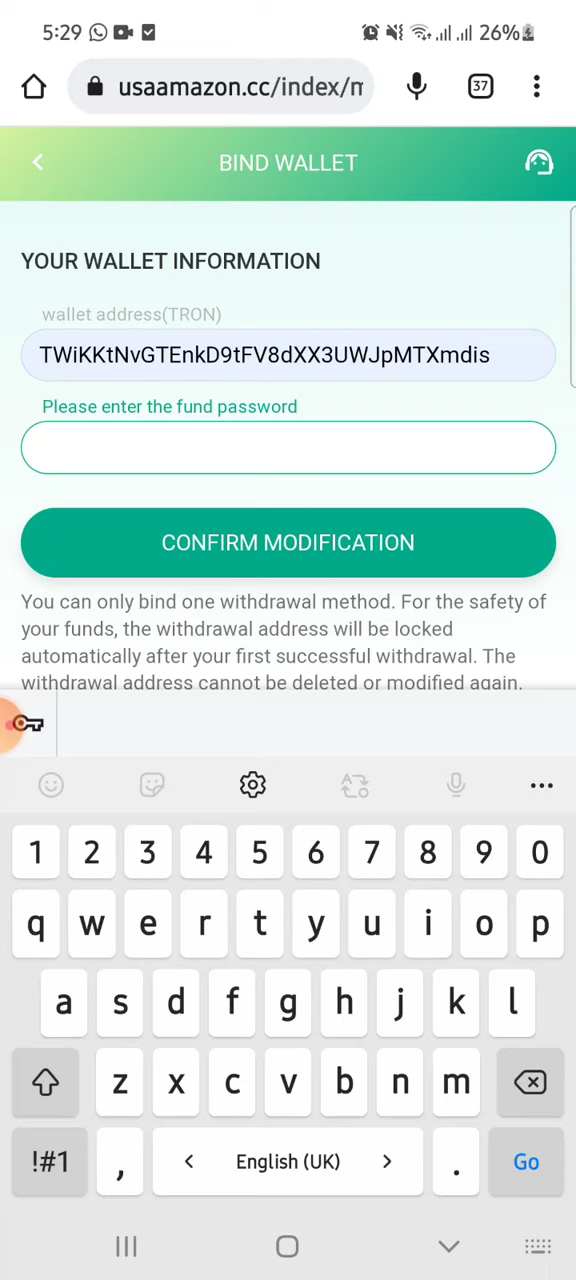 5:29 26%
usaamazon.cc/index/m 37
BIND WALLET
YOUR WALLET INFORMATION
wallet address(TRON)
TWiKKtNvGTEnkD9tFV8dXX3UWJpMTXmdis
Please enter the fund password
CONFIRM MODIFICATION
You can only bind one withdrawal method. For the safety of
your funds, the withdrawal address will be locked
automatically after your first successful withdrawal. The
withdrawal address cannot be deleted or modified again.
1 2 3 4 5 6 7 8 9 0
q w e r t y u i o p
a s d f g h j k l
z x c v b n m
!#1 , < English (UK) > . Go